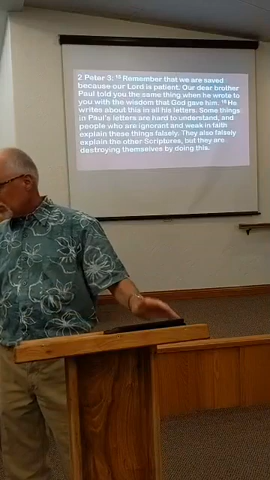 2 Peter 3: ¹⁵ Remember that we are saved
because our Lord is patient. Our dear brother
Paul told you the same thing when he wrote to
you with the wisdom that God gave him. ¹⁶ He
writes about this in all his letters. Some things
in Paul's letters are hard to understand, and
people who are ignorant and weak in faith
explain these things falsely. They also falsely
explain the other Scriptures, but they are
destroying themselves by doing this.